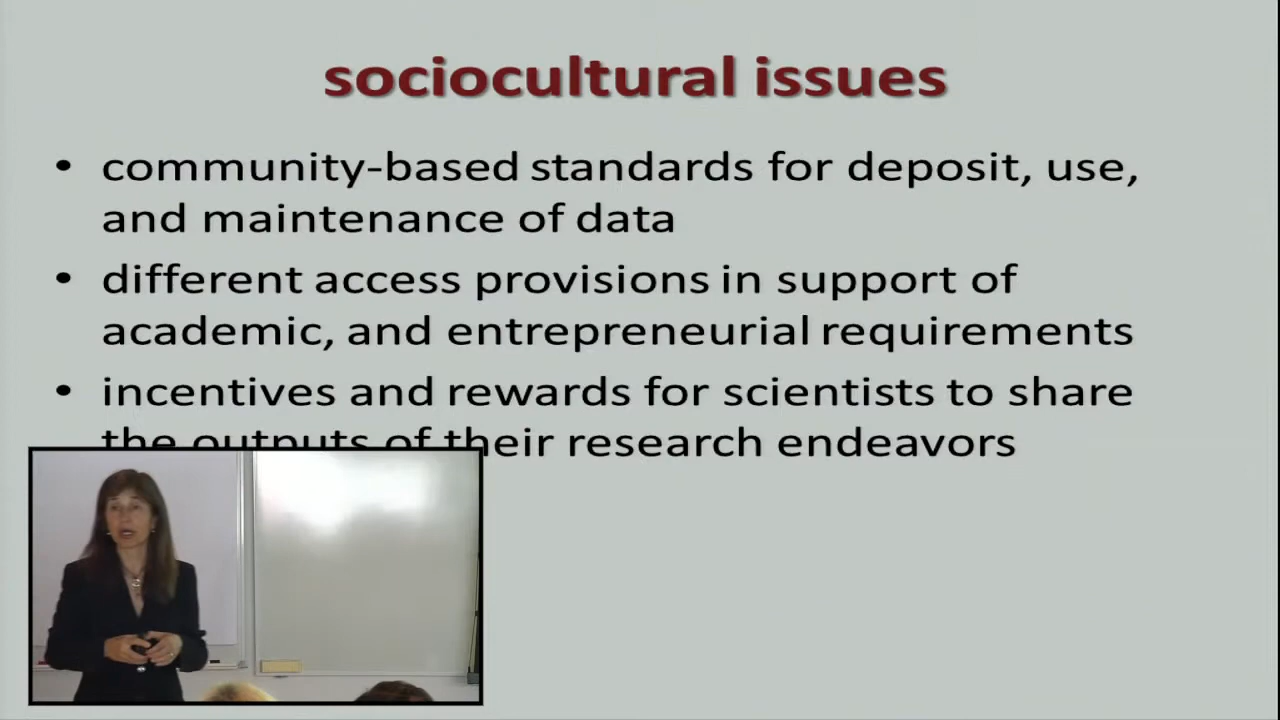 sociocultural issues
• community-based standards for deposit, use,
and maintenance of data
• different access provisions in support of
academic, and entrepreneurial requirements
• incentives and rewards for scientists to share
the outputs of their research endeavors